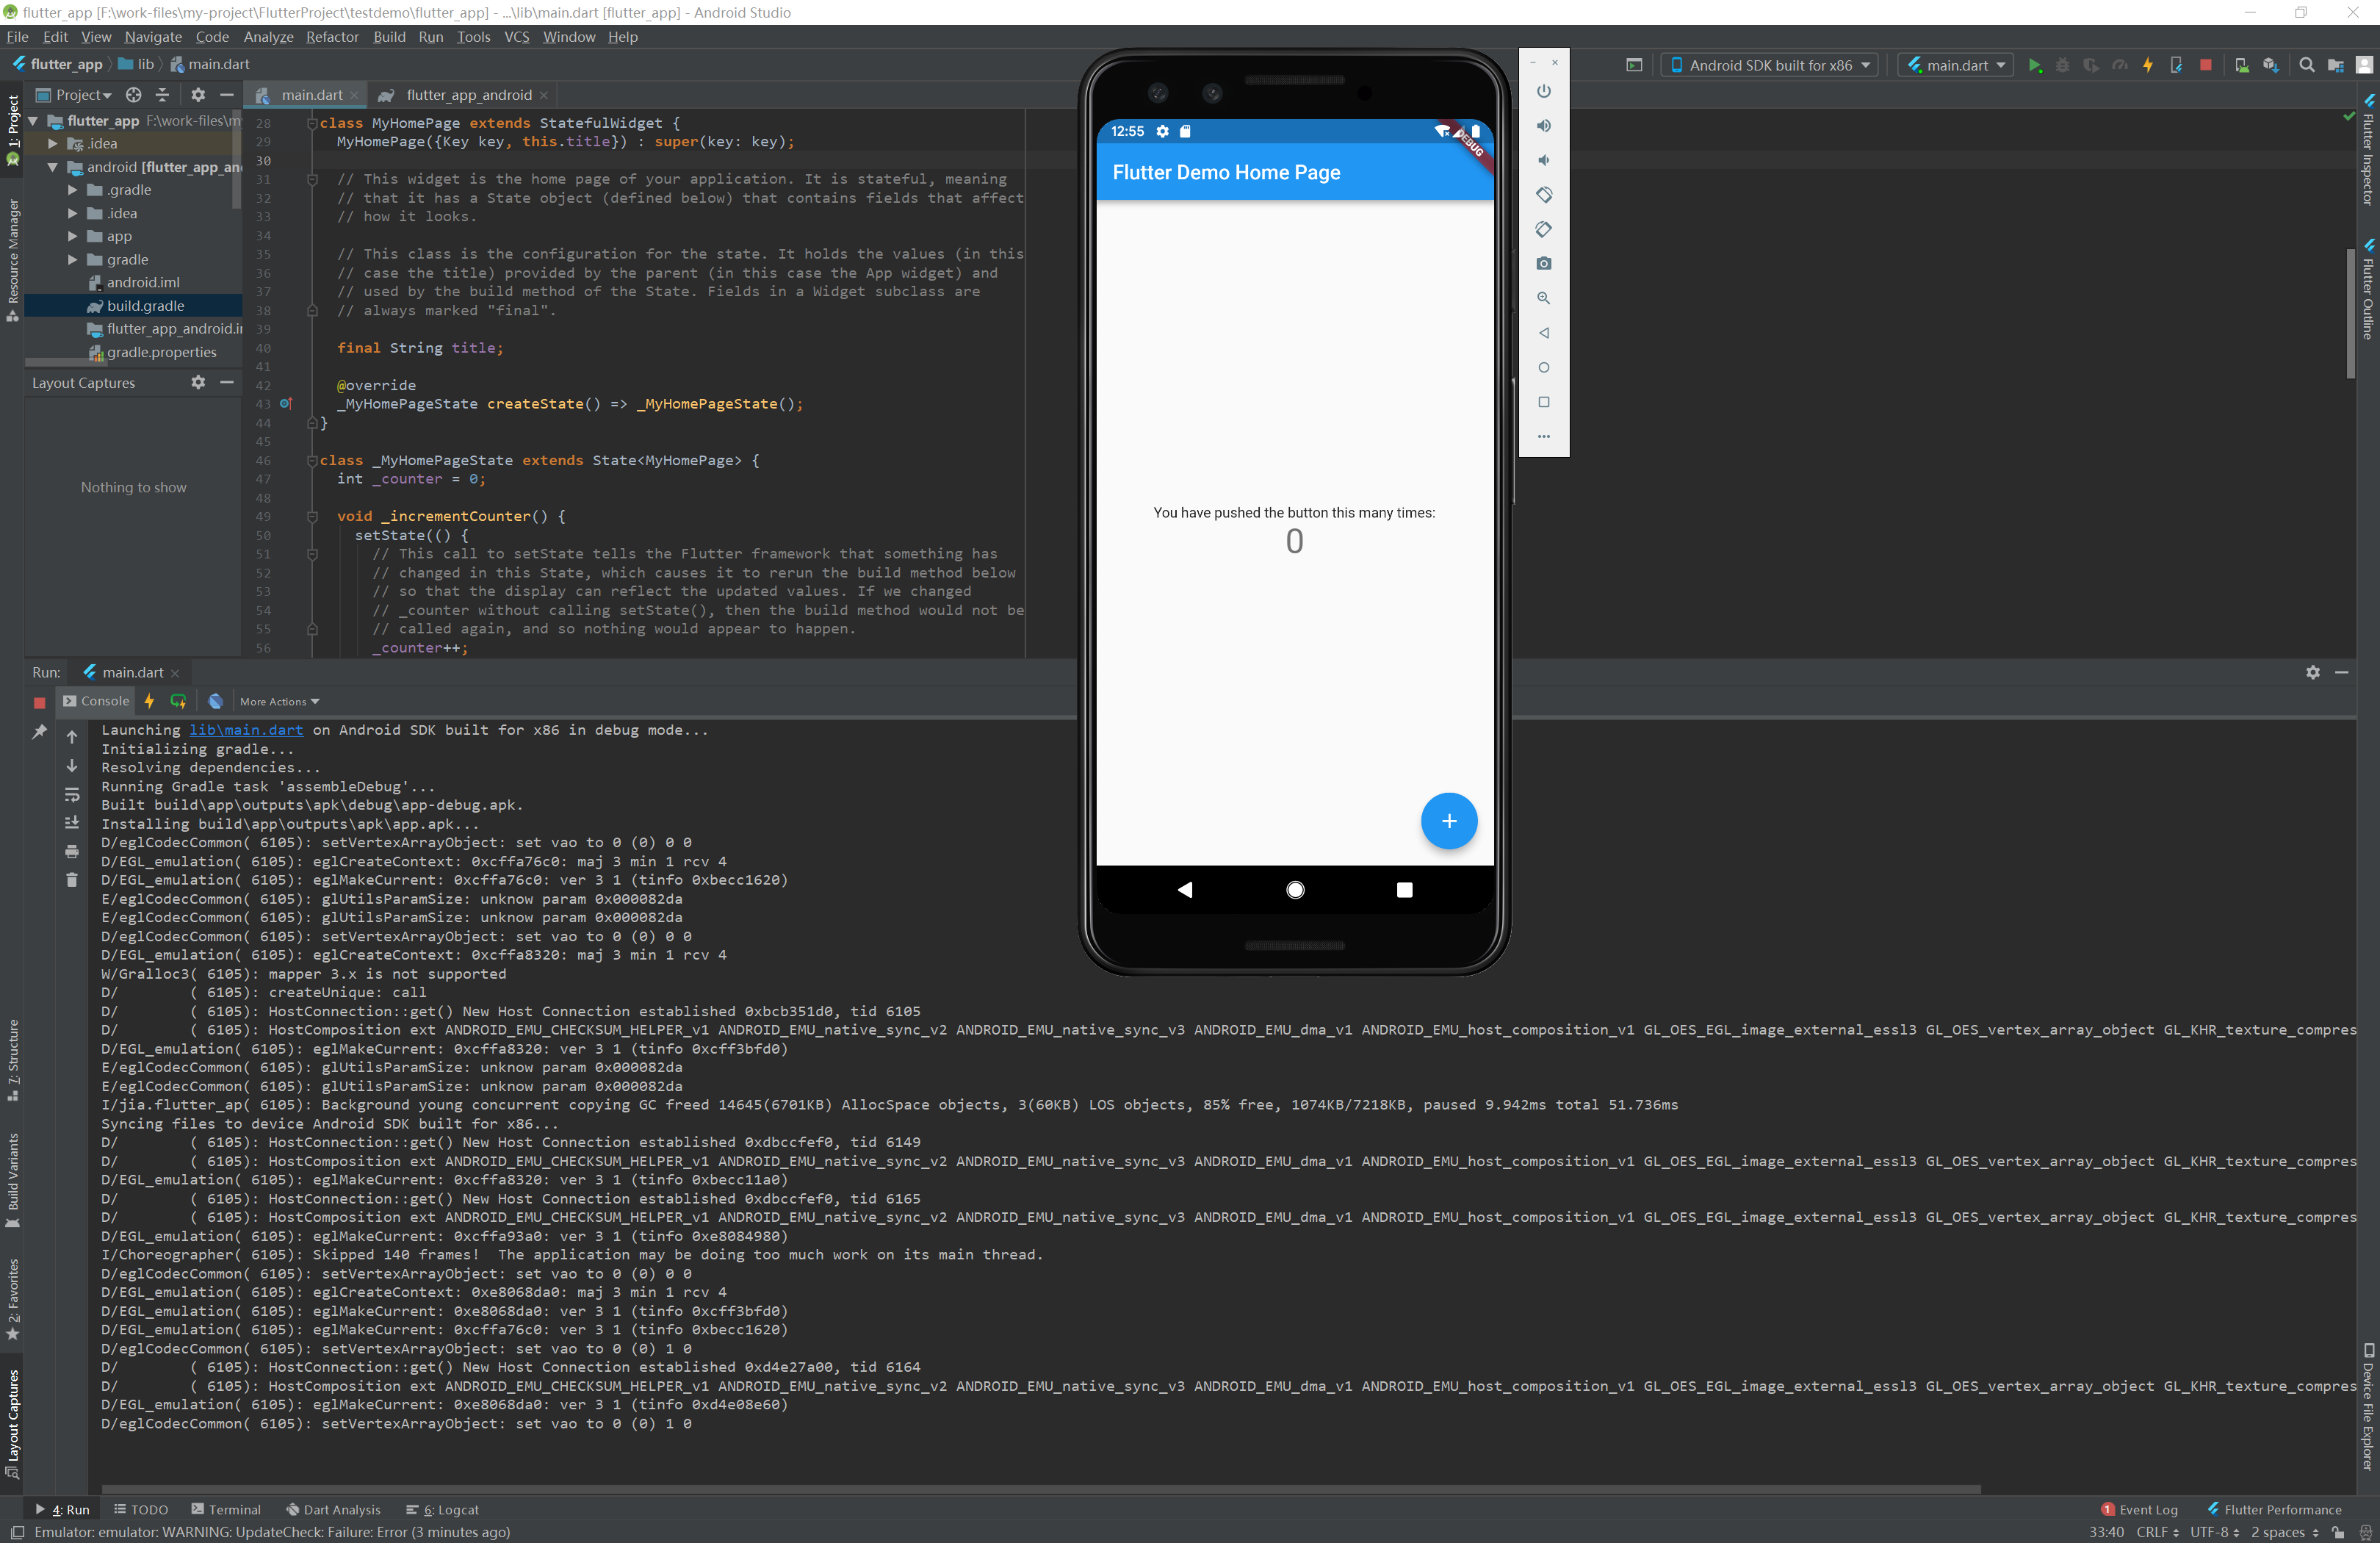 flutter_app [F:\work-files\my-project\FlutterProject\testdemo\flutter_app] - ...\lib\main.dart [flutter_app] - Android Studio
File Edit View Navigate Code Analyze Refactor Build Run Tools VCS Window Help
flutter_app lib main.dart
Android SDK built for x86 main.dart
1: Project
Resource Manager
7: Structure
Build Variants
2: Favorites
Layout Captures
Project
flutter_app F:\work-files\m
.idea
android [flutter_app_an
.gradle
.idea
app
gradle
android.iml
build.gradle
flutter_app_android.i
gradle.properties
Layout Captures
Nothing to show
main.dart flutter_app_android
28 class MyHomePage extends StatefulWidget {
29 MyHomePage({Key key, this.title}) : super(key: key);
30
31 // This widget is the home page of your application. It is stateful, meaning
32 // that it has a State object (defined below) that contains fields that affect
33 // how it looks.
34
35 // This class is the configuration for the state. It holds the values (in this
36 // case the title) provided by the parent (in this case the App widget) and
37 // used by the build method of the State. Fields in a Widget subclass are
38 // always marked "final".
39
40 final String title;
41
42 @override
43 _MyHomePageState createState() => _MyHomePageState();
44 }
45
46 class _MyHomePageState extends State<MyHomePage> {
47 int _counter = 0;
48
49 void _incrementCounter() {
50 setState(() {
51 // This call to setState tells the Flutter framework that something has
52 // changed in this State, which causes it to rerun the build method below
53 // so that the display can reflect the updated values. If we changed
54 // _counter without calling setState(), then the build method would not be
55 // called again, and so nothing would appear to happen.
56 _counter++;
12:55
DEBUG
Flutter Demo Home Page
You have pushed the button this many times:
0
+
Flutter Inspector
Flutter Outline
Device File Explorer
Run: main.dart
Console More Actions
Launching lib\main.dart on Android SDK built for x86 in debug mode...
Initializing gradle...
Resolving dependencies...
Running Gradle task 'assembleDebug'...
Built build\app\outputs\apk\debug\app-debug.apk.
Installing build\app\outputs\apk\app.apk...
D/eglCodecCommon( 6105): setVertexArrayObject: set vao to 0 (0) 0 0
D/EGL_emulation( 6105): eglCreateContext: 0xcffa76c0: maj 3 min 1 rcv 4
D/EGL_emulation( 6105): eglMakeCurrent: 0xcffa76c0: ver 3 1 (tinfo 0xbecc1620)
E/eglCodecCommon( 6105): glUtilsParamSize: unknow param 0x000082da
E/eglCodecCommon( 6105): glUtilsParamSize: unknow param 0x000082da
D/eglCodecCommon( 6105): setVertexArrayObject: set vao to 0 (0) 0 0
D/EGL_emulation( 6105): eglCreateContext: 0xcffa8320: maj 3 min 1 rcv 4
W/Gralloc3( 6105): mapper 3.x is not supported
D/ ( 6105): createUnique: call
D/ ( 6105): HostConnection::get() New Host Connection established 0xbcb351d0, tid 6105
D/ ( 6105): HostComposition ext ANDROID_EMU_CHECKSUM_HELPER_v1 ANDROID_EMU_native_sync_v2 ANDROID_EMU_native_sync_v3 ANDROID_EMU_dma_v1 ANDROID_EMU_host_composition_v1 GL_OES_EGL_image_external_essl3 GL_OES_vertex_array_object GL_KHR_texture_compres
D/EGL_emulation( 6105): eglMakeCurrent: 0xcffa8320: ver 3 1 (tinfo 0xcff3bfd0)
E/eglCodecCommon( 6105): glUtilsParamSize: unknow param 0x000082da
E/eglCodecCommon( 6105): glUtilsParamSize: unknow param 0x000082da
I/jia.flutter_ap( 6105): Background young concurrent copying GC freed 14645(6701KB) AllocSpace objects, 3(60KB) LOS objects, 85% free, 1074KB/7218KB, paused 9.942ms total 51.736ms
Syncing files to device Android SDK built for x86...
D/ ( 6105): HostConnection::get() New Host Connection established 0xdbccfef0, tid 6149
D/ ( 6105): HostComposition ext ANDROID_EMU_CHECKSUM_HELPER_v1 ANDROID_EMU_native_sync_v2 ANDROID_EMU_native_sync_v3 ANDROID_EMU_dma_v1 ANDROID_EMU_host_composition_v1 GL_OES_EGL_image_external_essl3 GL_OES_vertex_array_object GL_KHR_texture_compres
D/EGL_emulation( 6105): eglMakeCurrent: 0xcffa8320: ver 3 1 (tinfo 0xbecc11a0)
D/ ( 6105): HostConnection::get() New Host Connection established 0xdbccfef0, tid 6165
D/ ( 6105): HostComposition ext ANDROID_EMU_CHECKSUM_HELPER_v1 ANDROID_EMU_native_sync_v2 ANDROID_EMU_native_sync_v3 ANDROID_EMU_dma_v1 ANDROID_EMU_host_composition_v1 GL_OES_EGL_image_external_essl3 GL_OES_vertex_array_object GL_KHR_texture_compres
D/EGL_emulation( 6105): eglMakeCurrent: 0xcffa93a0: ver 3 1 (tinfo 0xe8084980)
I/Choreographer( 6105): Skipped 140 frames!  The application may be doing too much work on its main thread.
D/eglCodecCommon( 6105): setVertexArrayObject: set vao to 0 (0) 0 0
D/EGL_emulation( 6105): eglCreateContext: 0xe8068da0: maj 3 min 1 rcv 4
D/EGL_emulation( 6105): eglMakeCurrent: 0xe8068da0: ver 3 1 (tinfo 0xcff3bfd0)
D/EGL_emulation( 6105): eglMakeCurrent: 0xcffa76c0: ver 3 1 (tinfo 0xbecc1620)
D/eglCodecCommon( 6105): setVertexArrayObject: set vao to 0 (0) 1 0
D/ ( 6105): HostConnection::get() New Host Connection established 0xd4e27a00, tid 6164
D/ ( 6105): HostComposition ext ANDROID_EMU_CHECKSUM_HELPER_v1 ANDROID_EMU_native_sync_v2 ANDROID_EMU_native_sync_v3 ANDROID_EMU_dma_v1 ANDROID_EMU_host_composition_v1 GL_OES_EGL_image_external_essl3 GL_OES_vertex_array_object GL_KHR_texture_compres
D/EGL_emulation( 6105): eglMakeCurrent: 0xe8068da0: ver 3 1 (tinfo 0xd4e08e60)
D/eglCodecCommon( 6105): setVertexArrayObject: set vao to 0 (0) 1 0
4: Run TODO Terminal Dart Analysis 6: Logcat 1 Event Log Flutter Performance
Emulator: emulator: WARNING: UpdateCheck: Failure: Error (3 minutes ago) 33:40 CRLF UTF-8 2 spaces